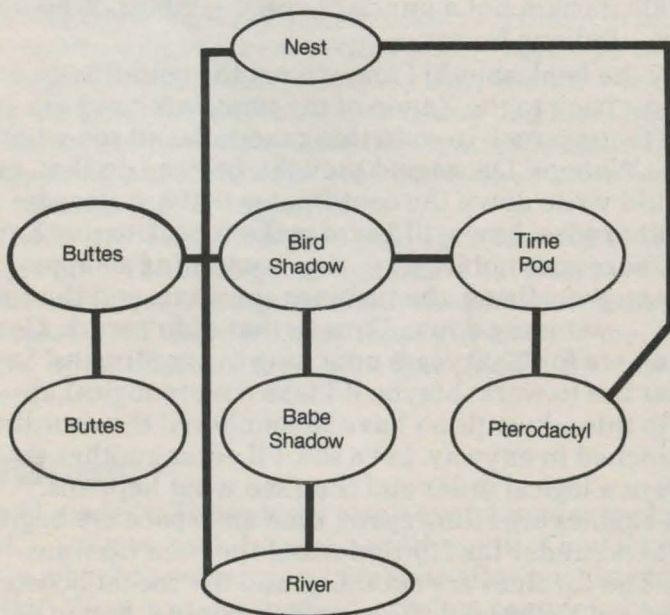 Nest
Buttes
Bird
Shadow
Time
Pod
Buttes
Babe
Shadow
Pterodactyl
River